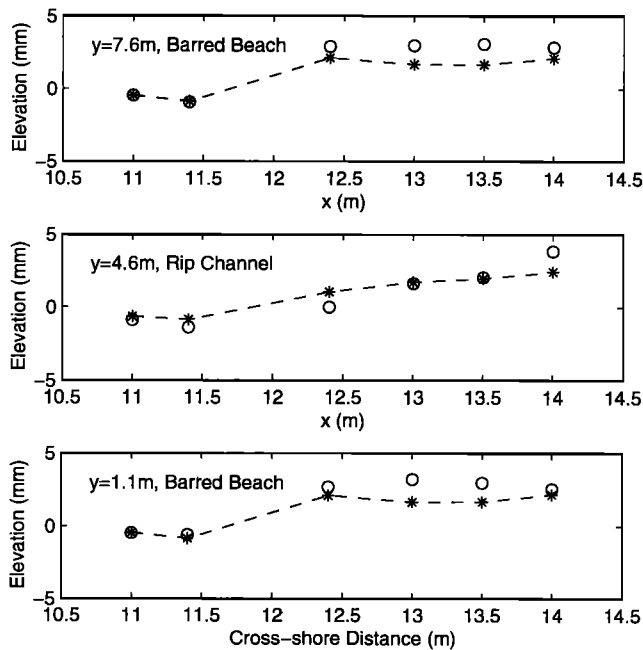 5
y=7.6m, Barred Beach
Elevation (mm)
0
−5
10.5 11 11.5 12 12.5 13 13.5 14 14.5
x (m)
5
y=4.6m, Rip Channel
Elevation (mm)
0
−5
10.5 11 11.5 12 12.5 13 13.5 14 14.5
x (m)
5
y=1.1m, Barred Beach
Elevation (mm)
0
−5
10.5 11 11.5 12 12.5 13 13.5 14 14.5
Cross−shore Distance (m)